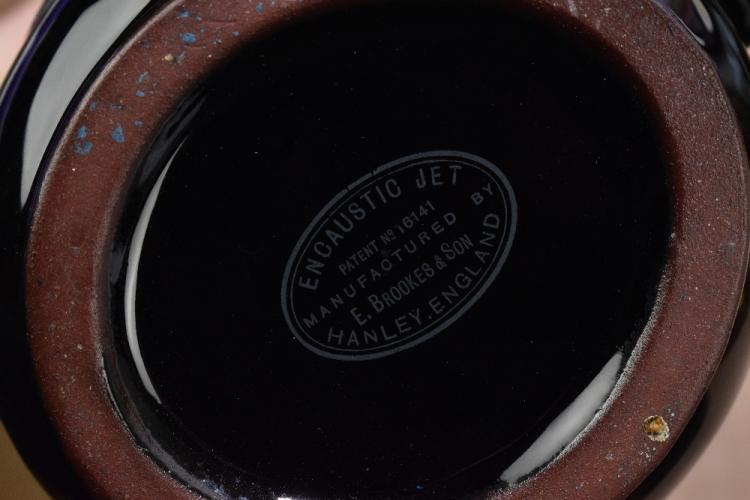 ENCAUSTIC JET
PATENT No 16141
MANUFACTURED BY
E. BROOKES & SON
HANLEY, ENGLAND